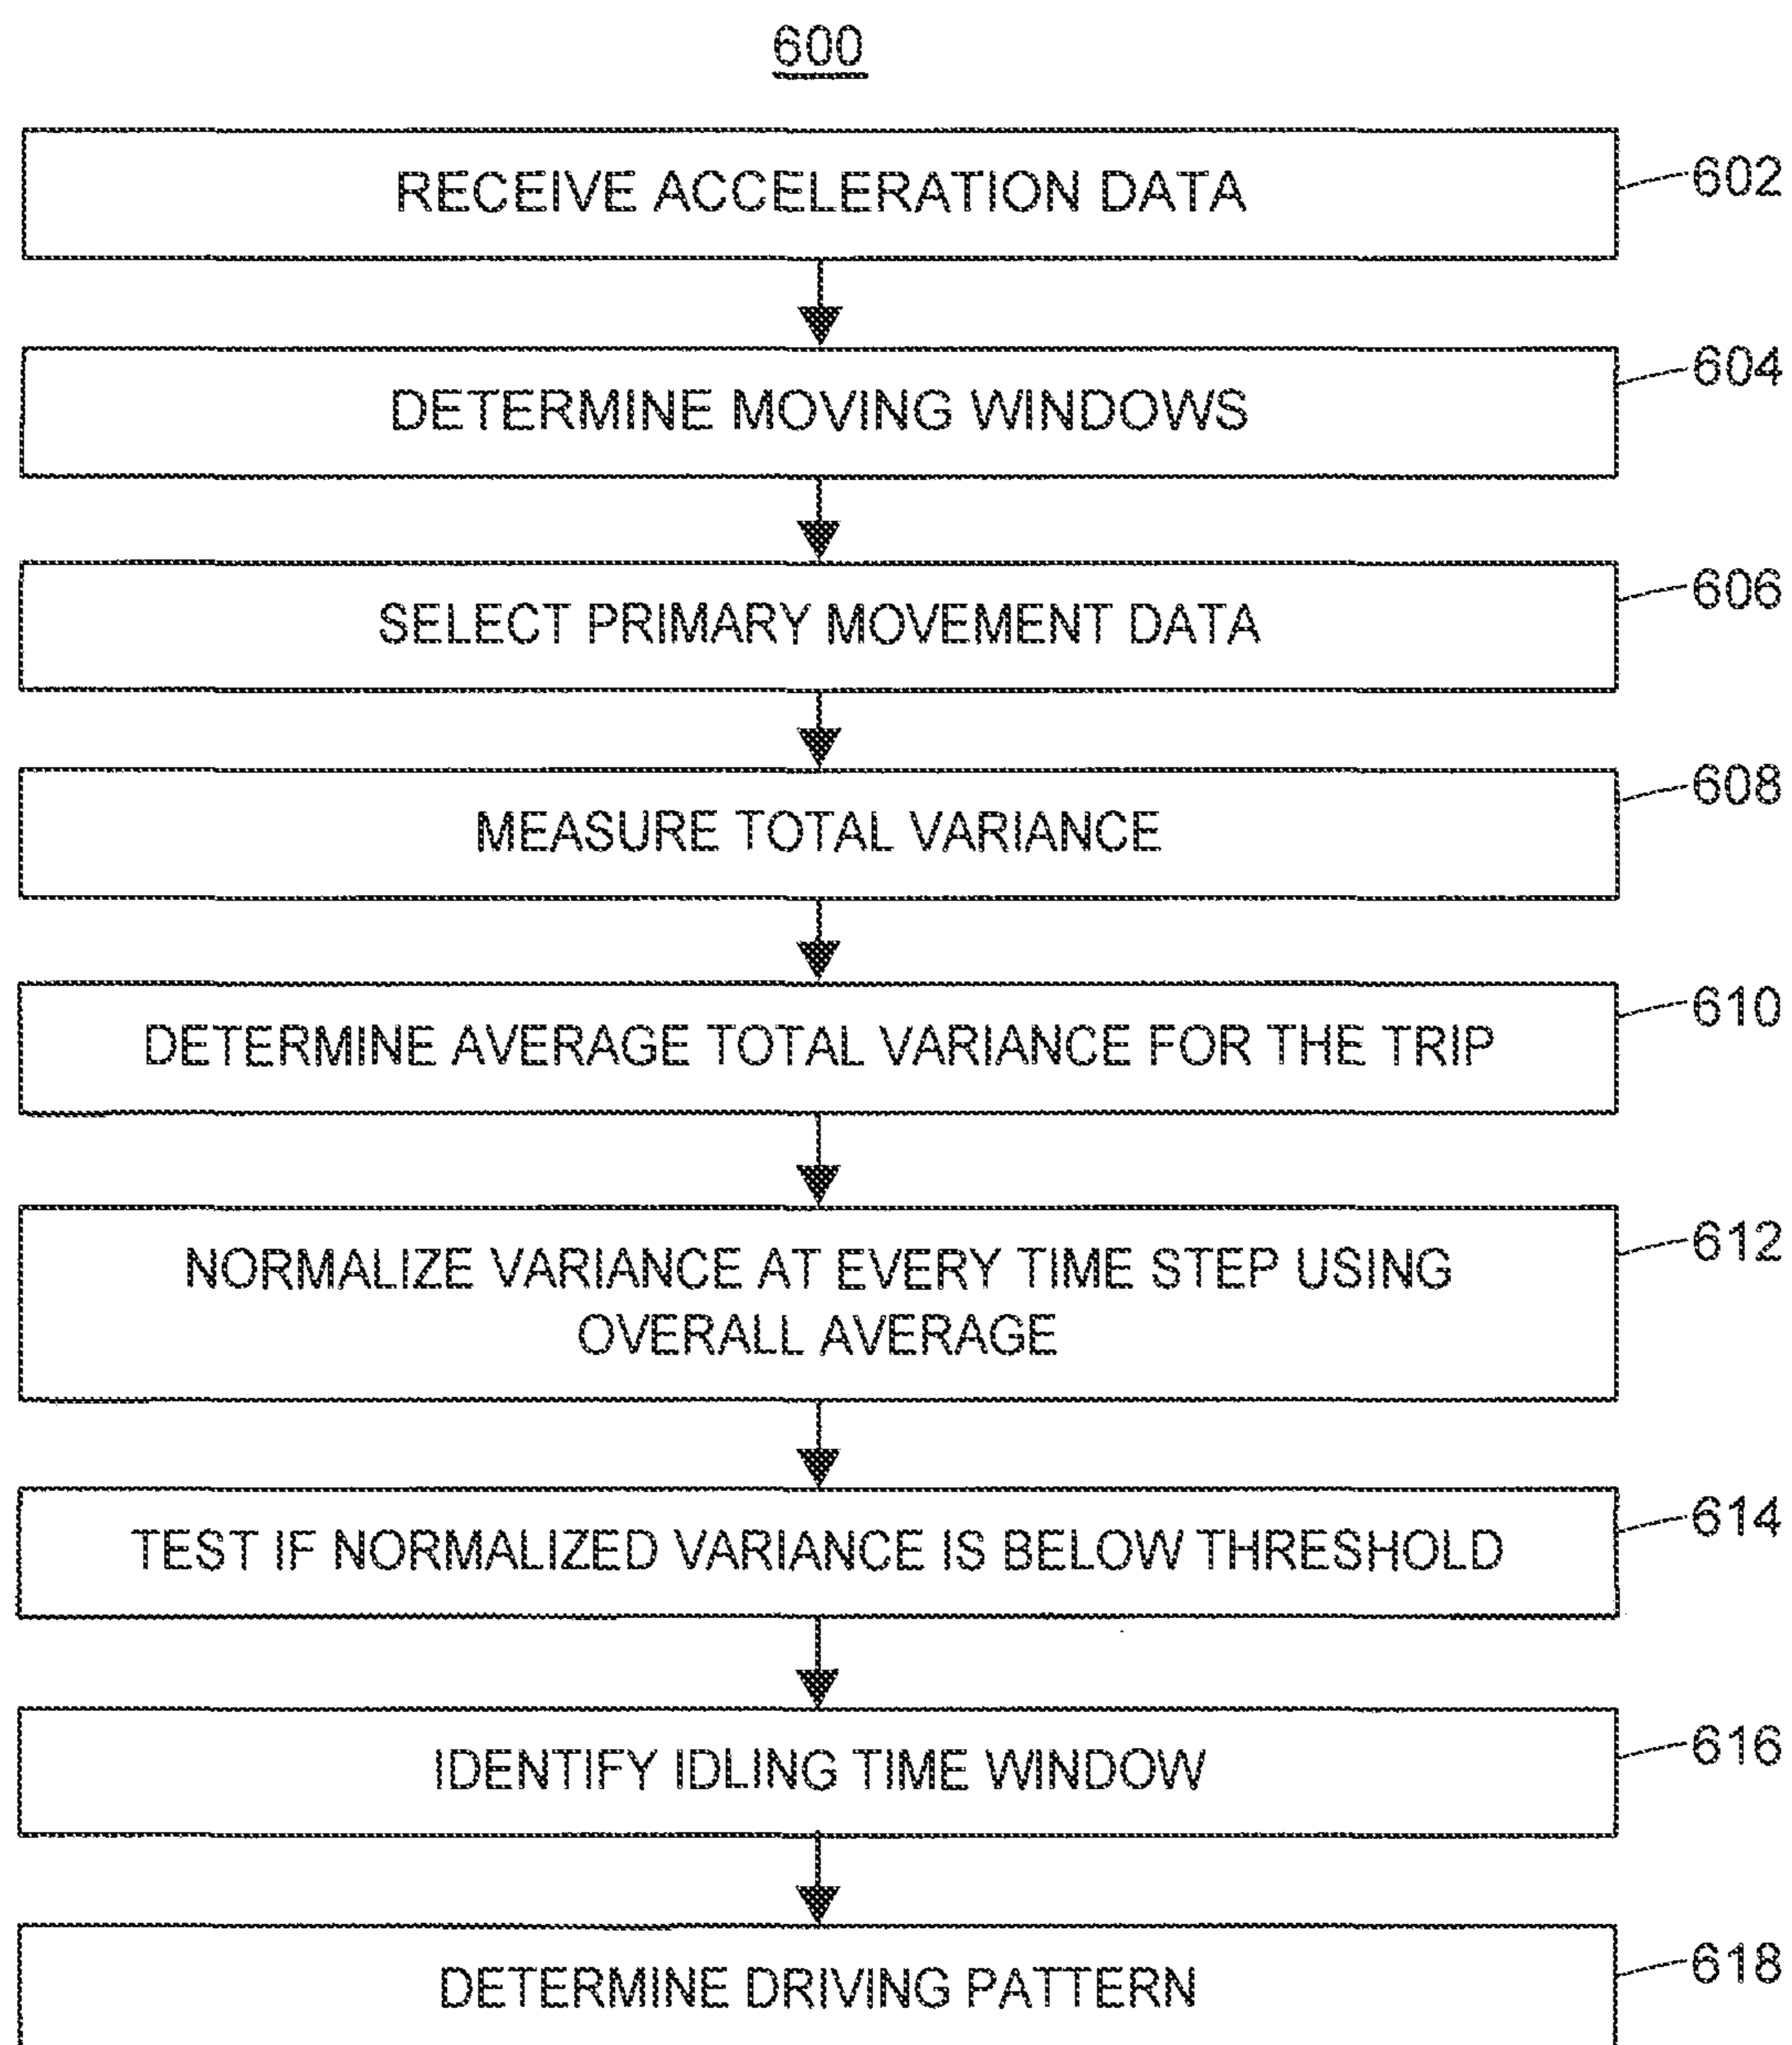 600
RECEIVE ACCELERATION DATA
602
DETERMINE MOVING WINDOWS
604
SELECT PRIMARY MOVEMENT DATA
606
MEASURE TOTAL VARIANCE
608
DETERMINE AVERAGE TOTAL VARIANCE FOR THE TRIP
610
NORMALIZE VARIANCE AT EVERY TIME STEP USING
OVERALL AVERAGE
612
TEST IF NORMALIZED VARIANCE IS BELOW THRESHOLD
614
IDENTIFY IDLING TIME WINDOW
616
DETERMINE DRIVING PATTERN
618